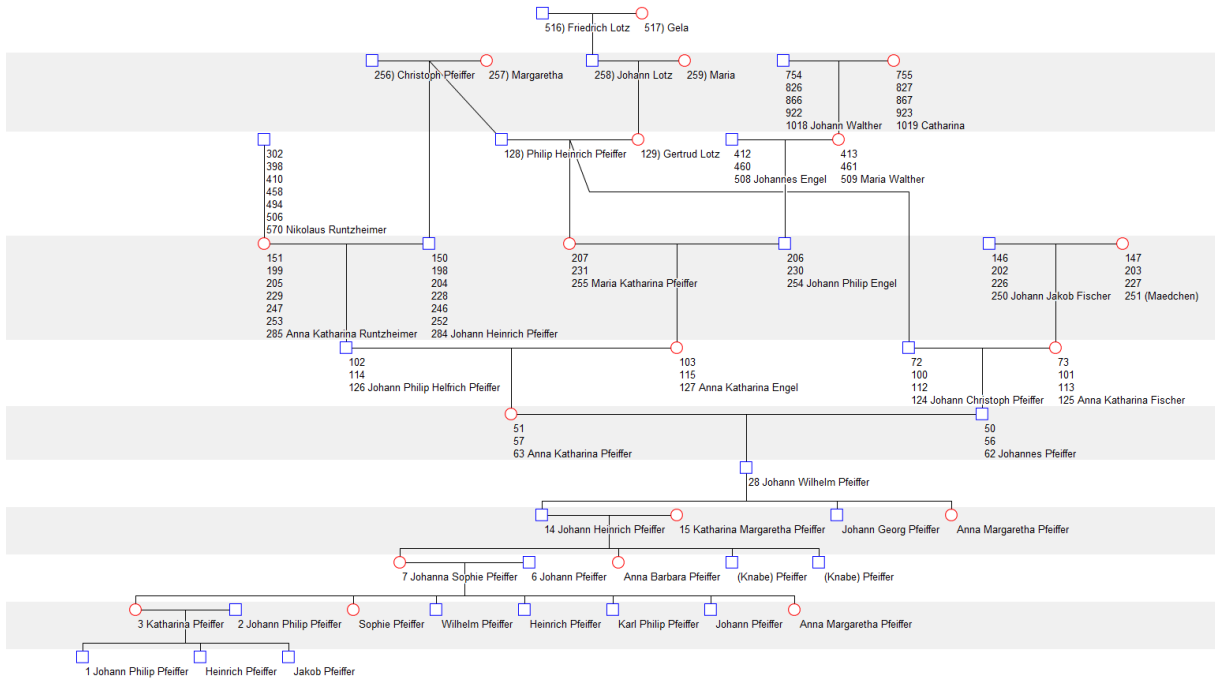 516) Friedrich Lotz
517) Gela
256) Christoph Pfeiffer
257) Margaretha
258) Johann Lotz
259) Maria
754
826
866
922
1018 Johann Walther
755
827
867
923
1019 Catharina
302
398
410
458
494
506
570 Nikolaus Runtzheimer
128) Philip Heinrich Pfeiffer
129) Gertrud Lotz
412
460
508 Johannes Engel
413
461
509 Maria Walther
151
199
205
229
247
253
285 Anna Katharina Runtzheimer
150
198
204
228
246
252
284 Johann Heinrich Pfeiffer
207
231
255 Maria Katharina Pfeiffer
206
230
254 Johann Philip Engel
146
202
226
250 Johann Jakob Fischer
147
203
227
251 (Maedchen)
102
114
126 Johann Philip Helfrich Pfeiffer
103
115
127 Anna Katharina Engel
72
100
112
124 Johann Christoph Pfeiffer
73
101
113
125 Anna Katharina Fischer
51
57
63 Anna Katharina Pfeiffer
50
56
62 Johannes Pfeiffer
28 Johann Wilhelm Pfeiffer
14 Johann Heinrich Pfeiffer
15 Katharina Margaretha Pfeiffer
Johann Georg Pfeiffer
Anna Margaretha Pfeiffer
7 Johanna Sophie Pfeiffer
6 Johann Pfeiffer
Anna Barbara Pfeiffer
(Knabe) Pfeiffer
(Knabe) Pfeiffer
3 Katharina Pfeiffer
2 Johann Philip Pfeiffer
Sophie Pfeiffer
Wilhelm Pfeiffer
Heinrich Pfeiffer
Karl Philip Pfeiffer
Johann Pfeiffer
Anna Margaretha Pfeiffer
1 Johann Philip Pfeiffer
Heinrich Pfeiffer
Jakob Pfeiffer